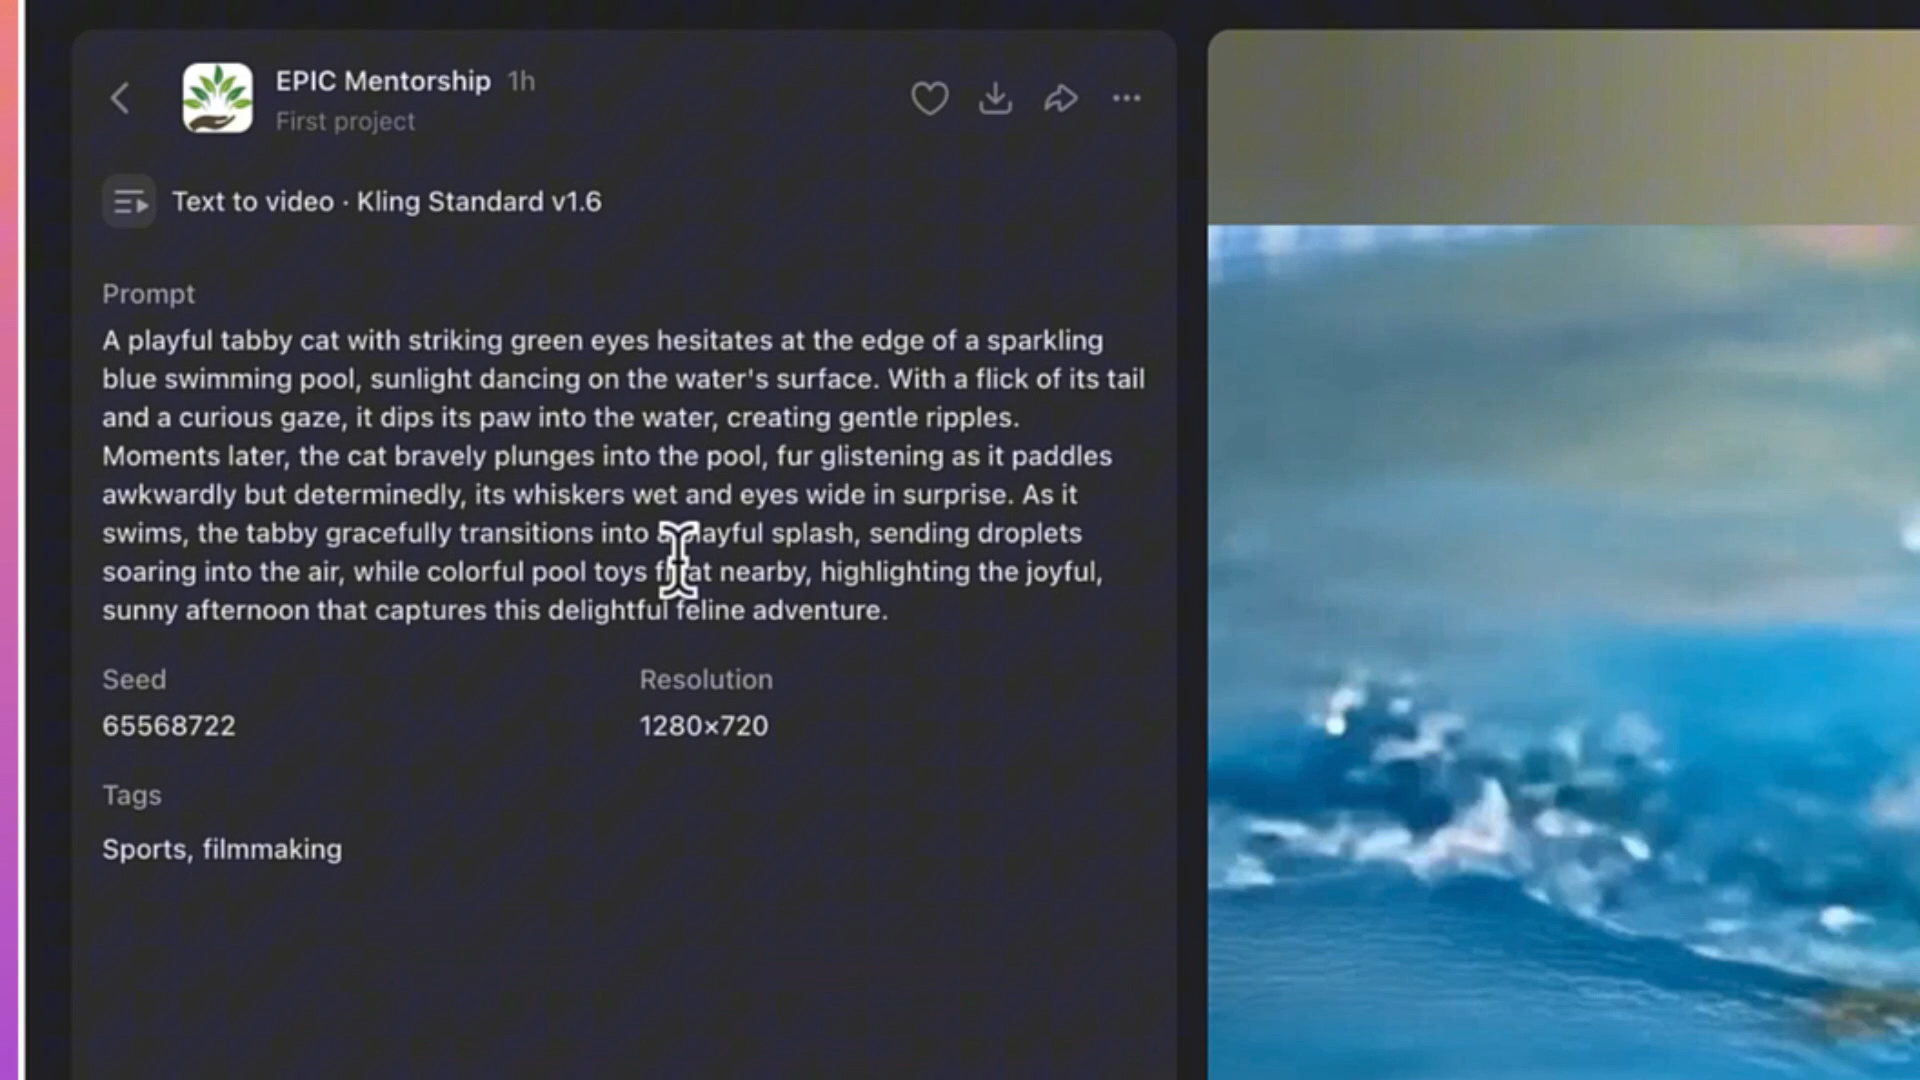 EPIC Mentorship 1h
First project
Text to video · Kling Standard v1.6
Prompt
A playful tabby cat with striking green eyes hesitates at the edge of a sparkling
blue swimming pool, sunlight dancing on the water's surface. With a flick of its tail
and a curious gaze, it dips its paw into the water, creating gentle ripples.
Moments later, the cat bravely plunges into the pool, fur glistening as it paddles
awkwardly but determinedly, its whiskers wet and eyes wide in surprise. As it
swims, the tabby gracefully transitions into a playful splash, sending droplets
soaring into the air, while colorful pool toys float nearby, highlighting the joyful,
sunny afternoon that captures this delightful feline adventure.
Seed
Resolution
65568722
1280×720
Tags
Sports, filmmaking